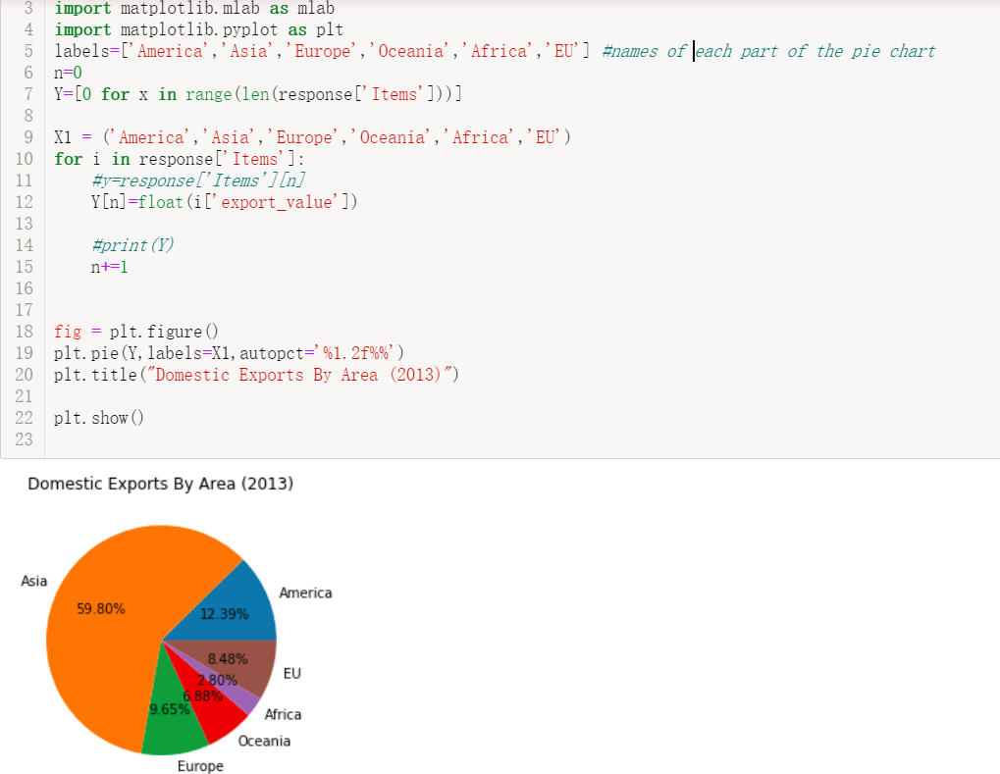 3 import matplotlib.mlab as mlab
4 import matplotlib.pyplot as plt
5 labels=['America','Asia','Europe','Oceania','Africa','EU'] #names of each part of the pie chart
6 n=0
7 Y=[0 for x in range(len(response['Items']))]
8
9 X1 = ('America','Asia','Europe','Oceania','Africa','EU')
10 for i in response['Items']:
11     #y=response['Items'][n]
12     Y[n]=float(i['export_value'])
13
14     #print(Y)
15     n+=1
16
17
18 fig = plt.figure()
19 plt.pie(Y,labels=X1,autopct='%1.2f%%')
20 plt.title("Domestic Exports By Area (2013)")
21
22 plt.show()
23
Domestic Exports By Area (2013)
Asia
America
59.80%
12.39%
8.48%
EU
2.80%
6.88%
9.65%
Africa
Oceania
Europe